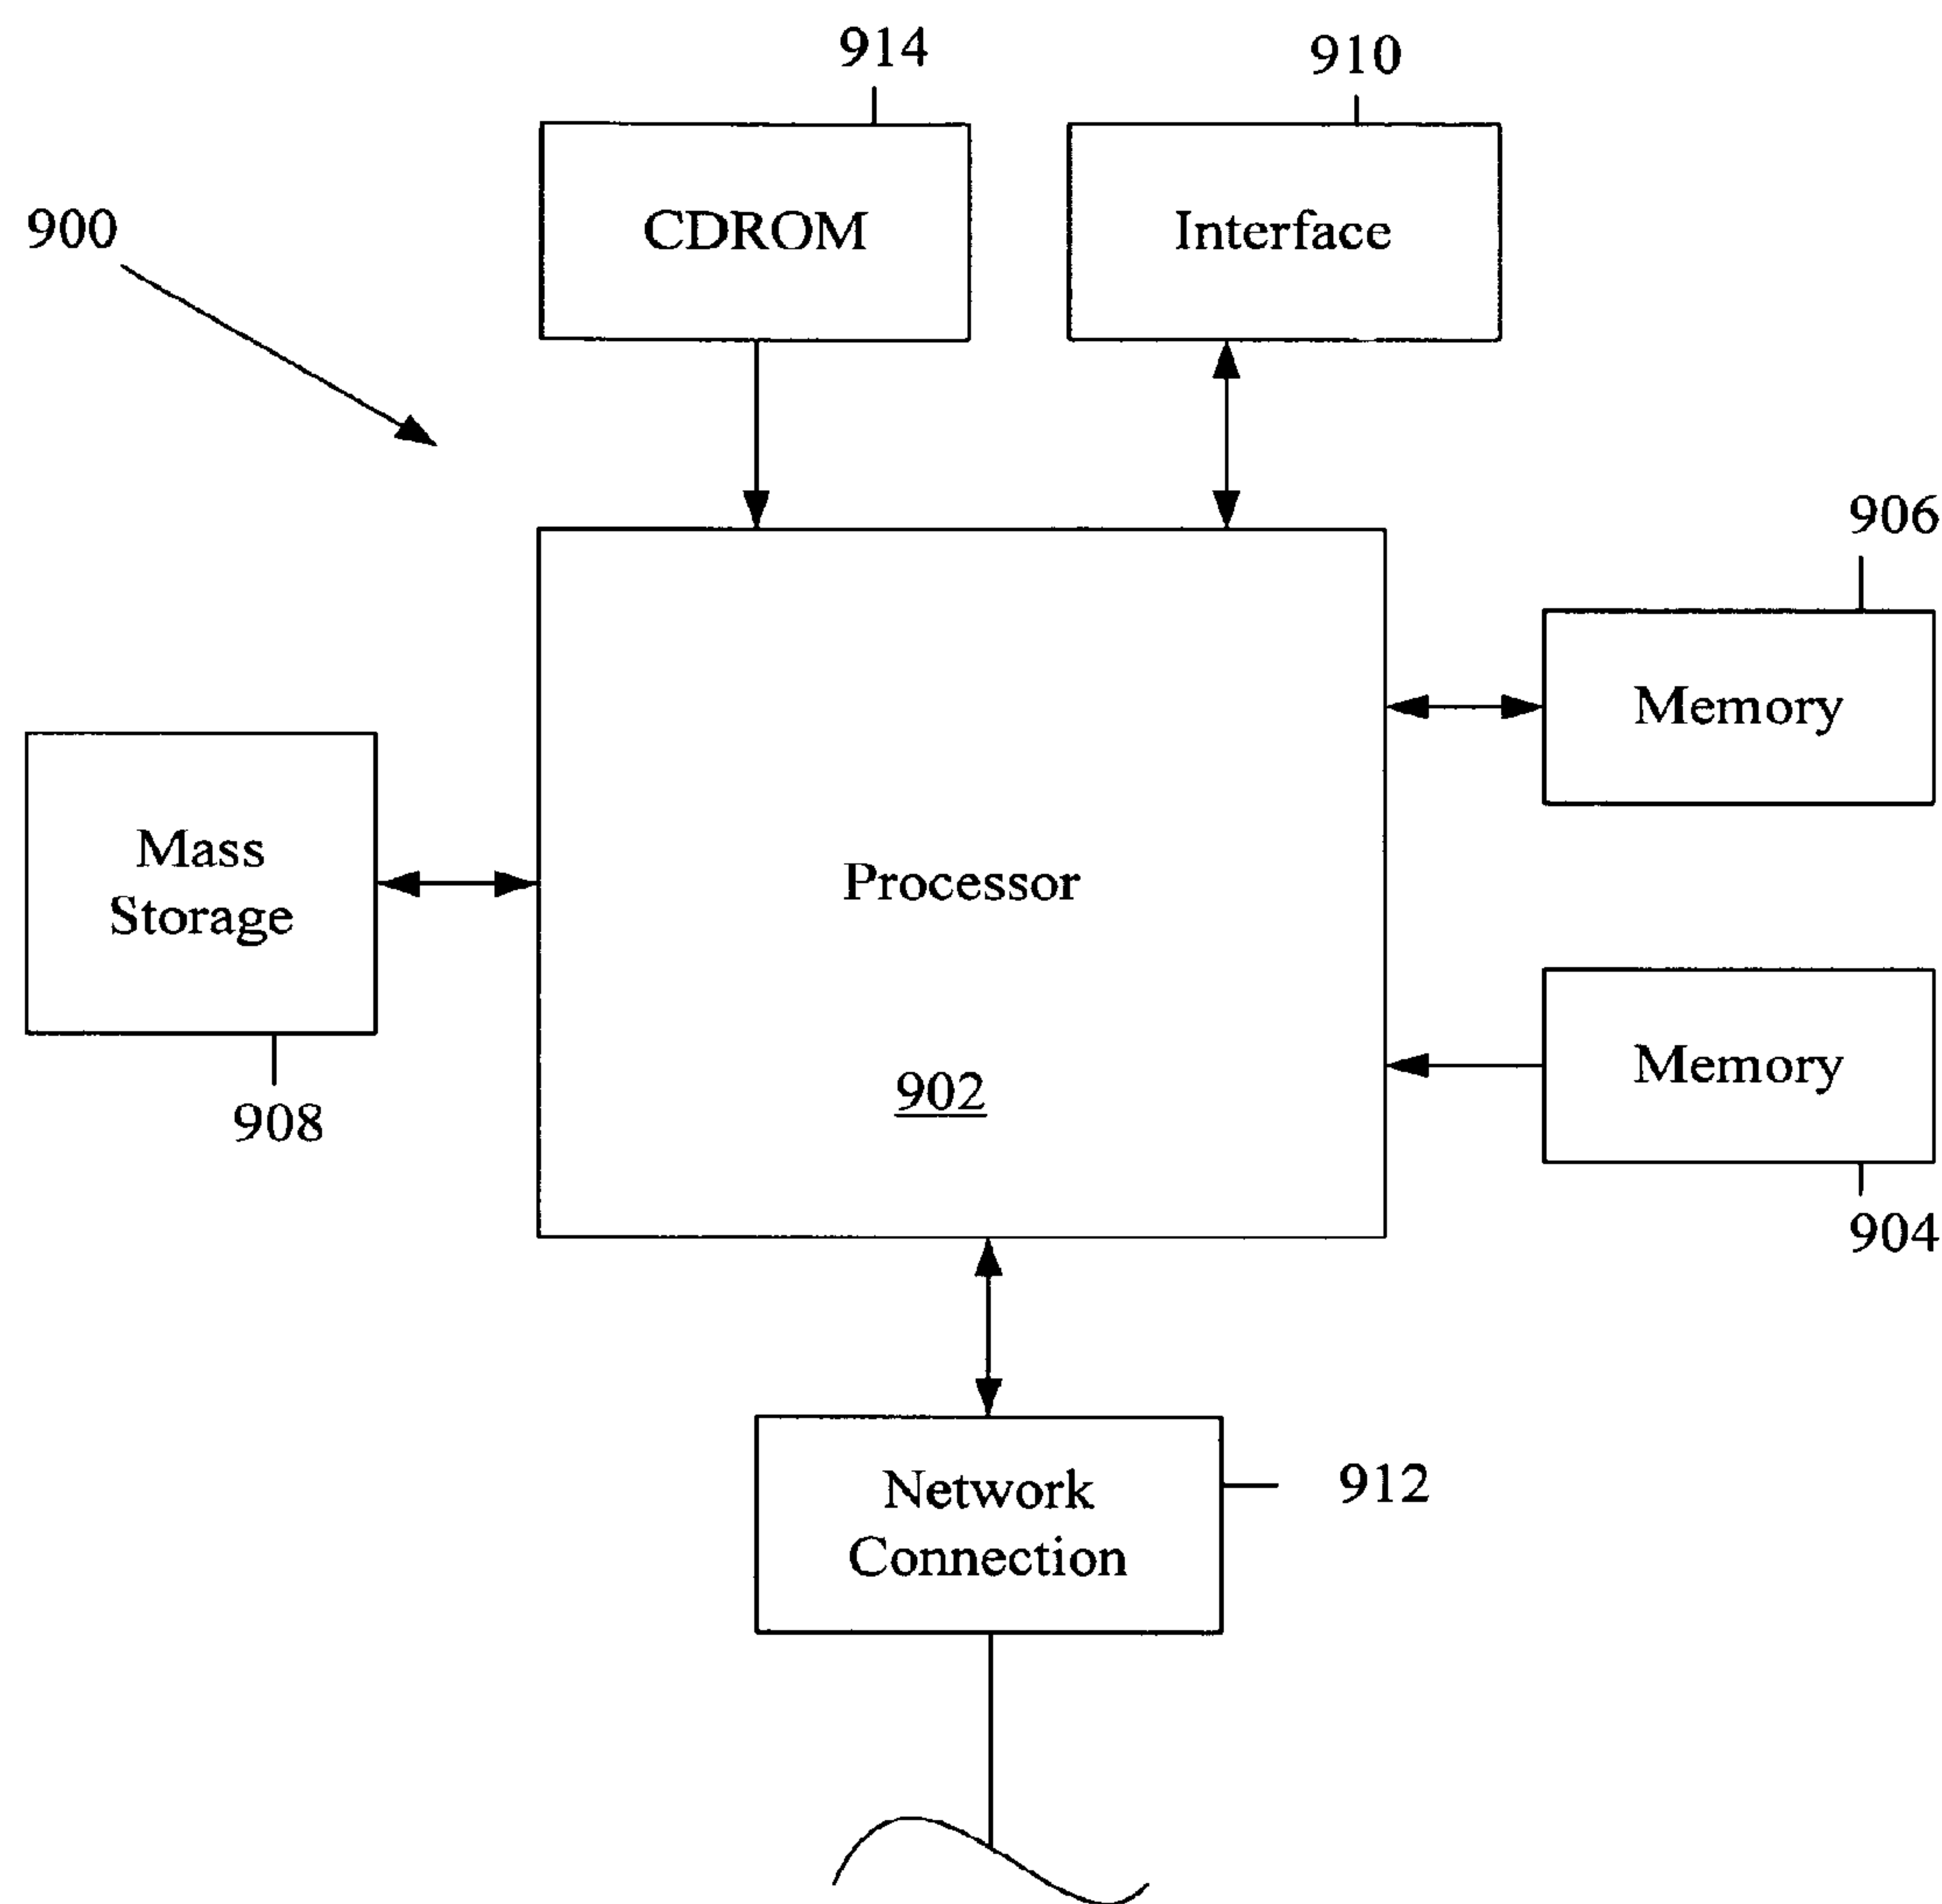 914
910
900
CDROM
Interface
906
Memory
Mass
Storage
Processor
Memory
902
908
904
912
Network
Connection